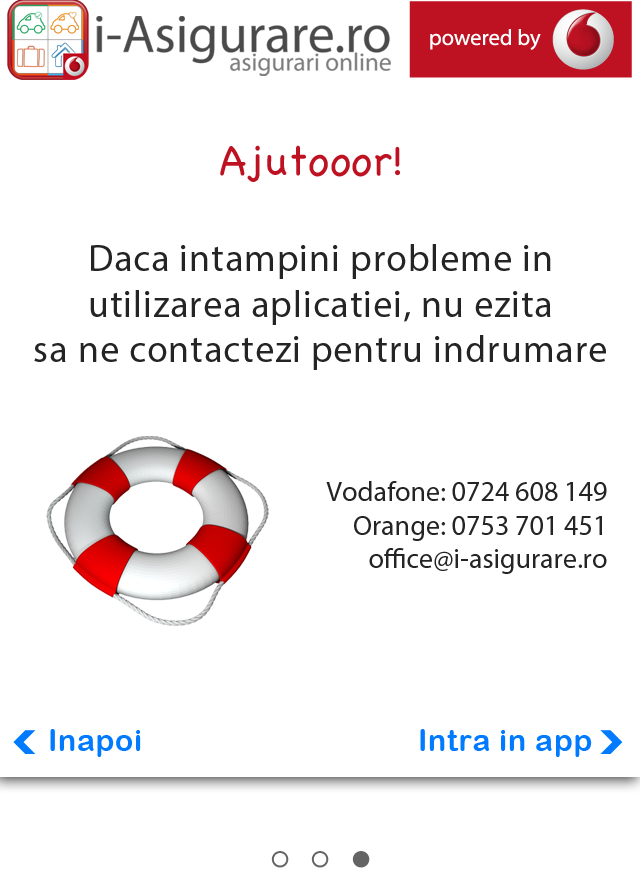 i-Asigurare.ro
asigurari online
powered by
Ajutooor!
Daca intampini probleme in
utilizarea aplicatiei, nu ezita
sa ne contactezi pentru indrumare
Vodafone: 0724 608 149
Orange: 0753 701 451
office@i-asigurare.ro
Inapoi
Intra in app